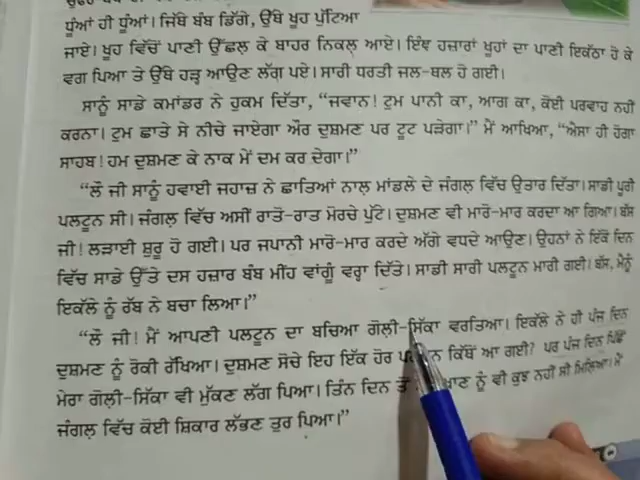 ਧੂੰਆਂ ਹੀ ਧੂੰਆਂ। ਜਿੱਥੇ ਬੰਬ ਡਿੱਗੇ, ਉੱਥੇ ਖੂਹ ਪੁੱਟਿਆ
ਜਾਏ। ਖੂਹ ਵਿੱਚੋਂ ਪਾਣੀ ਉੱਛਲ਼ ਕੇ ਬਾਹਰ ਨਿਕਲ਼ ਆਏ। ਇੰਞ ਹਜ਼ਾਰਾਂ ਖੂਹਾਂ ਦਾ ਪਾਣੀ ਇਕੱਠਾ ਹੋ ਕੇ
ਵਗ ਪਿਆ ਤੇ ਉੱਥੇ ਹੜ੍ਹ ਆਉਣ ਲੱਗ ਪਏ। ਸਾਰੀ ਧਰਤੀ ਜਲ-ਥਲ ਹੋ ਗਈ।
ਸਾਨੂੰ ਸਾਡੇ ਕਮਾਂਡਰ ਨੇ ਹੁਕਮ ਦਿੱਤਾ, “ਜਵਾਨ! ਟੁਮ ਪਾਨੀ ਕਾ, ਆਗ ਕਾ, ਕੋਈ ਪਰਵਾਹ ਨਹੀਂ
ਕਰਨਾ। ਟੁਮ ਛਾਤੇ ਸੇ ਨੀਚੇ ਜਾਏਗਾ ਔਰ ਦੁਸ਼ਮਣ ਪਰ ਟੂਟ ਪੜੇਗਾ।” ਮੈਂ ਆਖਿਆ, “ਐਸਾ ਹੀ ਹੋਗਾ
ਸਾਹਬ! ਹਮ ਦੁਸ਼ਮਣ ਕੇ ਨਾਕ ਮੇਂ ਦਮ ਕਰ ਦੇਗਾ।”
“ਲੌ ਜੀ ਸਾਨੂੰ ਹਵਾਈ ਜਹਾਜ਼ ਨੇ ਛਾਤਿਆਂ ਨਾਲ਼ ਮਾਂਡਲੇ ਦੇ ਜੰਗਲ਼ ਵਿੱਚ ਉਤਾਰ ਦਿੱਤਾ। ਸਾਡੀ ਪੂਰੀ
ਪਲਟੂਨ ਸੀ। ਜੰਗਲ਼ ਵਿੱਚ ਅਸੀਂ ਰਾਤੋ-ਰਾਤ ਮੋਰਚੇ ਪੁੱਟੇ। ਦੁਸ਼ਮਣ ਵੀ ਮਾਰੋ-ਮਾਰ ਕਰਦਾ ਆ ਗਿਆ। ਬੱਸ
ਜੀ! ਲੜਾਈ ਸ਼ੁਰੂ ਹੋ ਗਈ। ਪਰ ਜਪਾਨੀ ਮਾਰੋ-ਮਾਰ ਕਰਦੇ ਅੱਗੇ ਵਧਦੇ ਆਉਣ। ਉਹਨਾਂ ਨੇ ਇੱਕੋ ਦਿਨ
ਵਿੱਚ ਸਾਡੇ ਉੱਤੇ ਦਸ ਹਜ਼ਾਰ ਬੰਬ ਮੀਂਹ ਵਾਂਗੂੰ ਵਰ੍ਹਾ ਦਿੱਤੇ। ਸਾਡੀ ਸਾਰੀ ਪਲਟੂਨ ਮਾਰੀ ਗਈ। ਬੱਸ, ਮੈਨੂੰ
ਇਕੱਲੇ ਨੂੰ ਰੱਬ ਨੇ ਬਚਾ ਲਿਆ।”
“ਲੌ ਜੀ! ਮੈਂ ਆਪਣੀ ਪਲਟੂਨ ਦਾ ਬਚਿਆ ਗੋਲ਼ੀ-ਸਿੱਕਾ ਵਰਤਿਆ। ਇਕੱਲੇ ਨੇ ਹੀ ਪੰਜ ਦਿਨ
ਦੁਸ਼ਮਣ ਨੂੰ ਰੋਕੀ ਰੱਖਿਆ। ਦੁਸ਼ਮਣ ਸੋਚੇ ਇਹ ਇੱਕ ਹੋਰ ਕਿੱਥੋਂ ਆ ਗਈ? ਪਰ ਪੰਜ ਦਿਨ ਪਿੱਛੋਂ
ਮੇਰਾ ਗੋਲ਼ੀ-ਸਿੱਕਾ ਵੀ ਮੁੱਕਣ ਲੱਗ ਪਿਆ। ਤਿੰਨ ਦਿਨ ਤੋਂ ਖਾਣ ਨੂੰ ਵੀ ਕੁਝ ਨਹੀਂ ਸੀ ਮਿਲਿਆ। ਮੈਂ
ਜੰਗਲ਼ ਵਿੱਚ ਕੋਈ ਸ਼ਿਕਾਰ ਲੱਭਣ ਤੁਰ ਪਿਆ।”